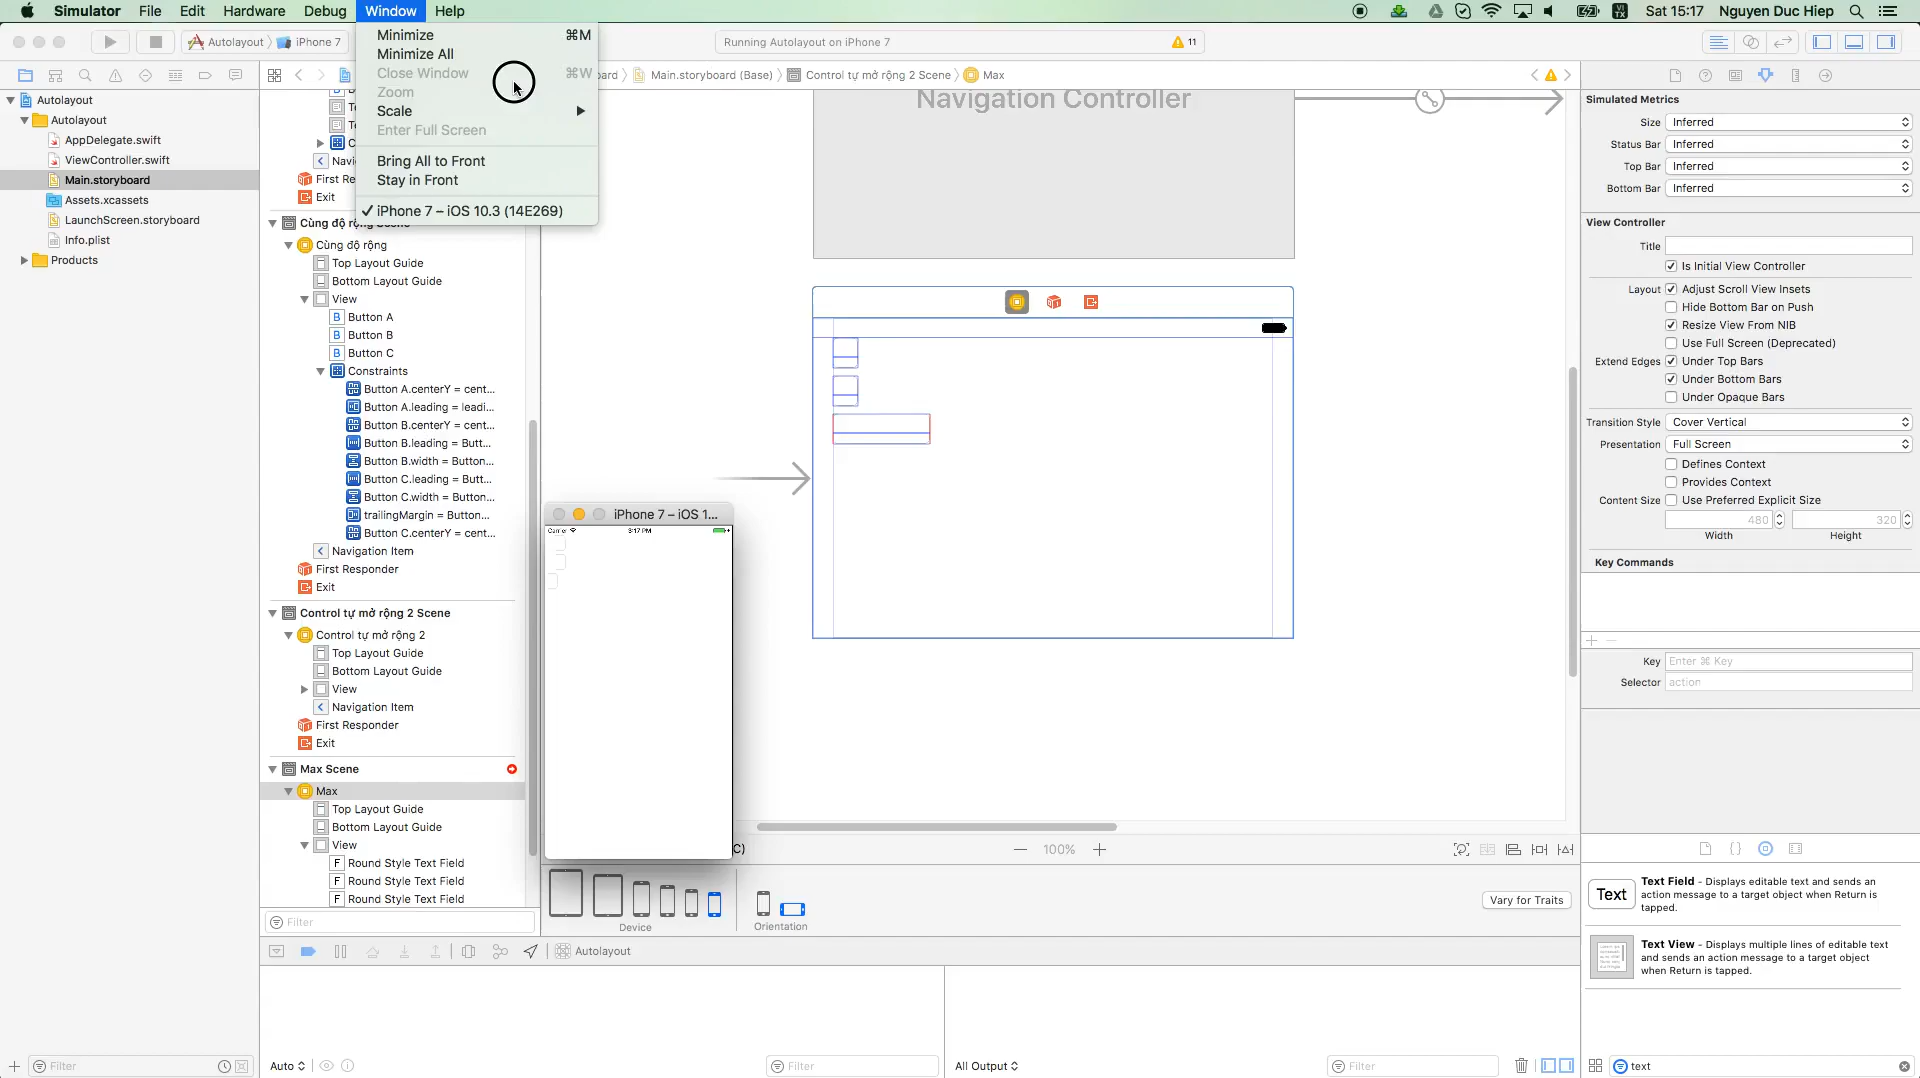 Simulator File Edit Hardware Debug Window Help
Sat 15:17 Nguyen Duc Hiep
Autolayout iPhone 7
Running Autolayout on iPhone 7
11
Minimize ⌘M
Minimize All
Close Window ⌘W
Zoom
Scale
Enter Full Screen
Bring All to Front
Stay in Front
✓ iPhone 7 – iOS 10.3 (14E269)
Main.storyboard (Base) Control tự mở rộng 2 Scene Max
Autolayout
Autolayout
AppDelegate.swift
ViewController.swift
Main.storyboard
Assets.xcassets
LaunchScreen.storyboard
Info.plist
Products
Exit
Cùng độ rộng
Top Layout Guide
Bottom Layout Guide
View
Button A
Button B
Button C
Constraints
Button A.centerY = cent...
Button A.leading = leadi...
Button B.centerY = cent...
Button B.leading = Butt...
Button B.width = Button...
Button C.leading = Butt...
Button C.width = Button...
trailingMargin = Button...
Button C.centerY = cent...
Navigation Item
First Responder
Exit
Control tự mở rộng 2 Scene
Control tự mở rộng 2
Top Layout Guide
Bottom Layout Guide
View
Navigation Item
First Responder
Exit
Max Scene
Max
Top Layout Guide
Bottom Layout Guide
View
F Round Style Text Field
F Round Style Text Field
F Round Style Text Field
Filter
Navigation Controller
iPhone 7 – iOS 1...
Carrier 3:17 PM
100%
Device
Orientation
Vary for Traits
Autolayout
Auto
Filter
All Output
Filter
Filter
Simulated Metrics
Size Inferred
Status Bar Inferred
Top Bar Inferred
Bottom Bar Inferred
View Controller
Title
Is Initial View Controller
Layout Adjust Scroll View Insets
Hide Bottom Bar on Push
Resize View From NIB
Use Full Screen (Deprecated)
Extend Edges Under Top Bars
Under Bottom Bars
Under Opaque Bars
Transition Style Cover Vertical
Presentation Full Screen
Defines Context
Provides Context
Content Size Use Preferred Explicit Size
480 320
Width Height
Key Commands
Key Enter ⌘ Key
Selector action
Text
Text Field - Displays editable text and sends an
action message to a target object when Return is
tapped.
Text View - Displays multiple lines of editable text
and sends an action message to a target object
when Return is tapped.
text